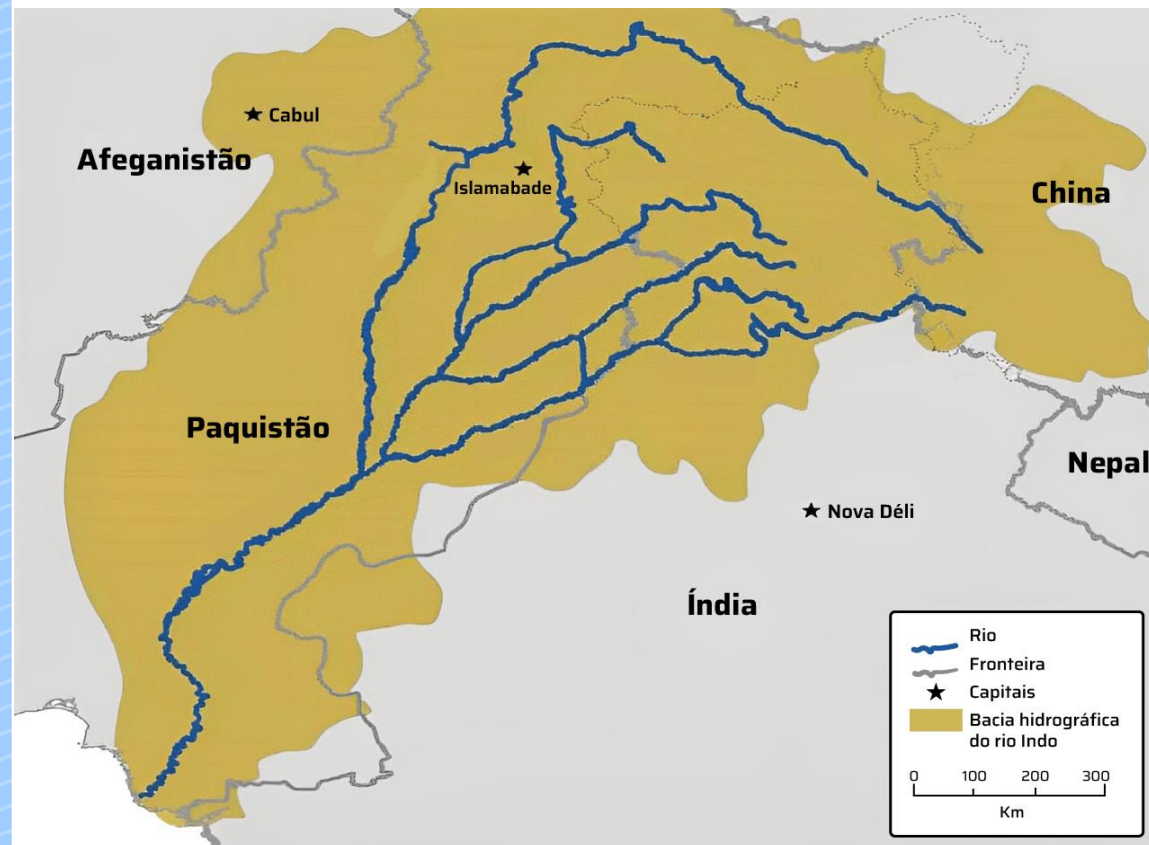 Cabul
Afeganistão
Islamabade
China
Paquistão
Nepal
Nova Déli
Índia
Rio
Fronteira
Capitais
Bacia hidrográfica
do rio Indo
0 100 200 300
Km